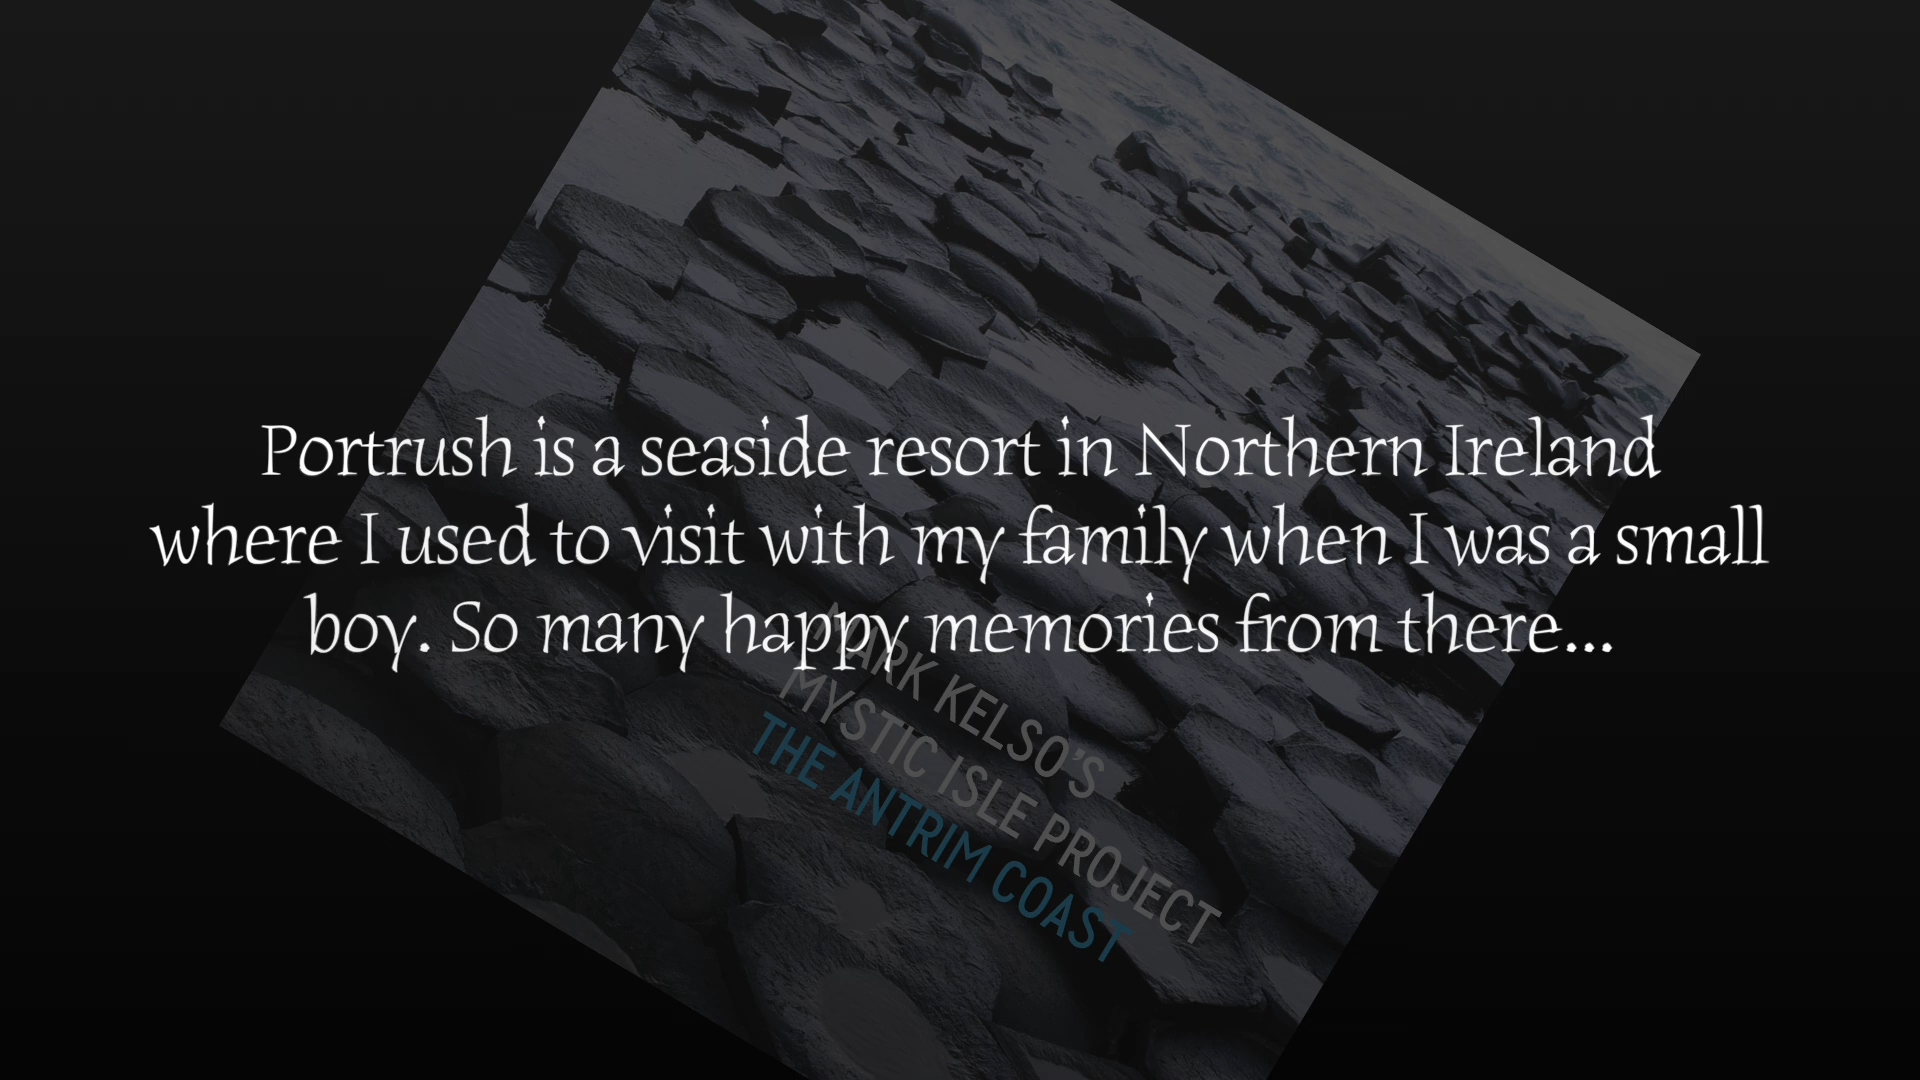 Portrush is a seaside resort in Northern Ireland
where I used to visit with my family when I was a small
boy. So many happy memories from there...
MARK KELSO'S
MYSTIC ISLE PROJECT
THE ANTRIM COAST